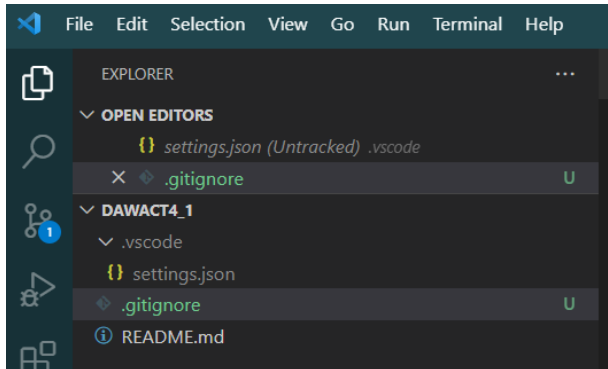 File Edit Selection View Go Run Terminal Help
EXPLORER ...
OPEN EDITORS
{} settings.json (Untracked) .vscode
.gitignore U
DAWACT4_1
1
.vscode
{} settings.json
.gitignore U
README.md